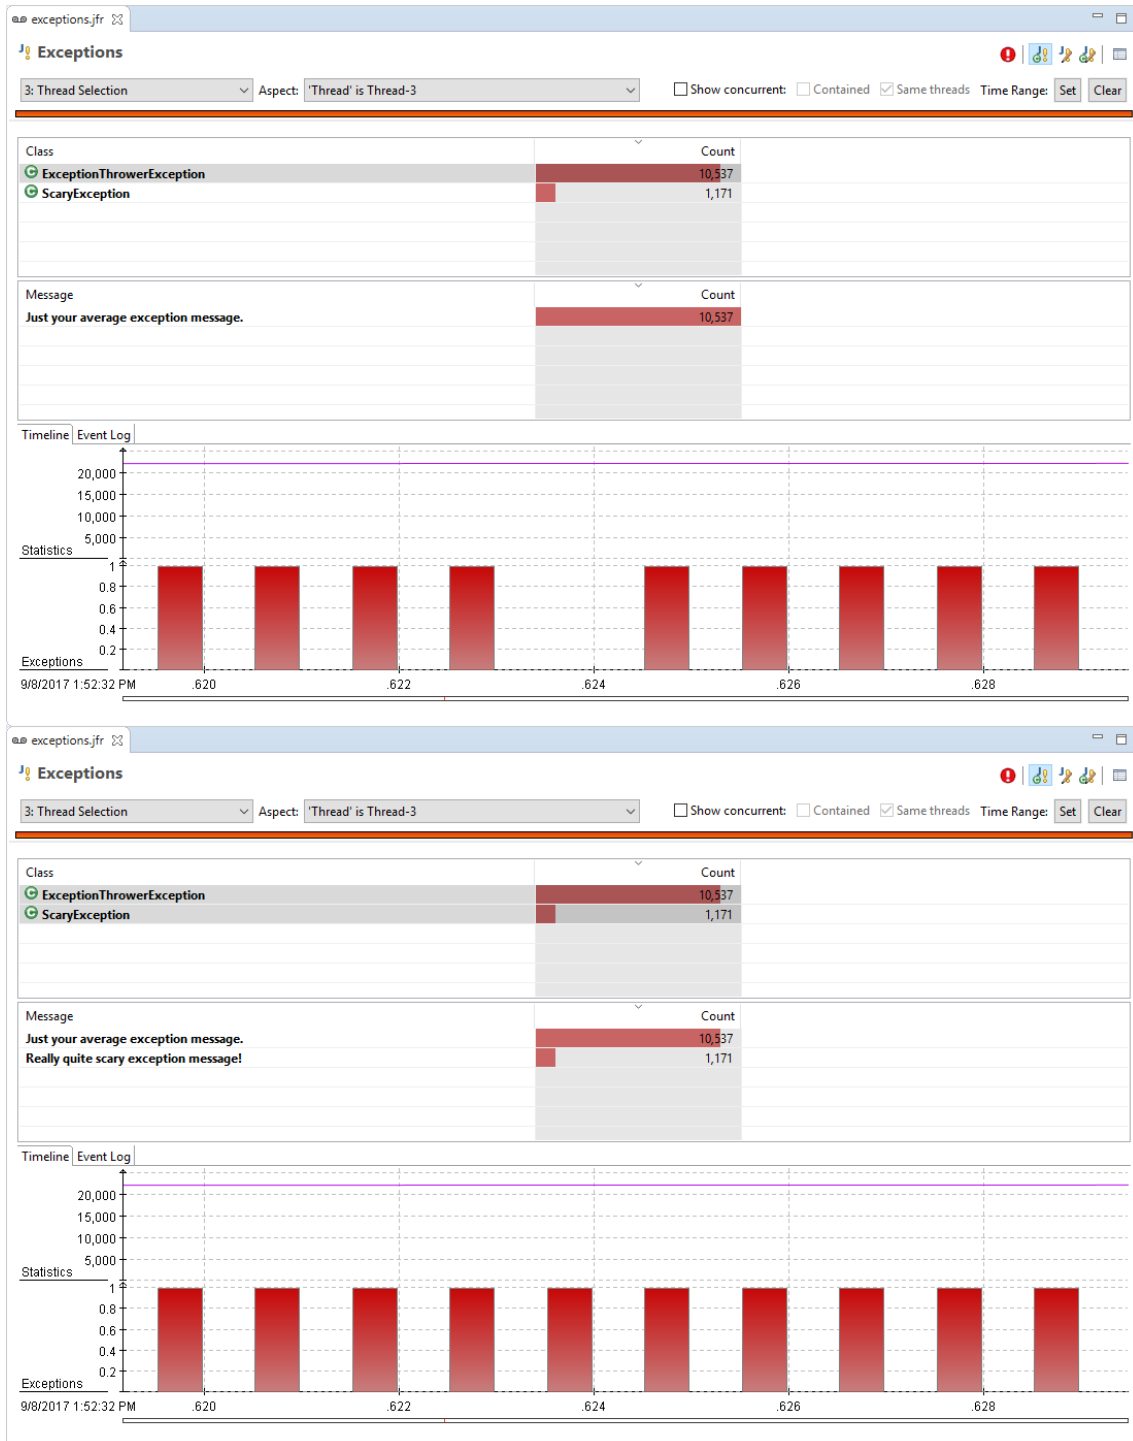 exceptions.jfr
Exceptions
3: Thread Selection Aspect: 'Thread' is Thread-3 Show concurrent: Contained Same threads Time Range: Set Clear
Class Count
ExceptionThrowerException 10,537
ScaryException 1,171
Message Count
Just your average exception message. 10,537
Timeline Event Log
20,000
15,000
10,000
5,000
Statistics
1
0.8
0.6
0.4
0.2
Exceptions
9/8/2017 1:52:32 PM .620 .622 .624 .626 .628
exceptions.jfr
Exceptions
3: Thread Selection Aspect: 'Thread' is Thread-3 Show concurrent: Contained Same threads Time Range: Set Clear
Class Count
ExceptionThrowerException 10,537
ScaryException 1,171
Message Count
Just your average exception message. 10,537
Really quite scary exception message! 1,171
Timeline Event Log
20,000
15,000
10,000
5,000
Statistics
1
0.8
0.6
0.4
0.2
Exceptions
9/8/2017 1:52:32 PM .620 .622 .624 .626 .628